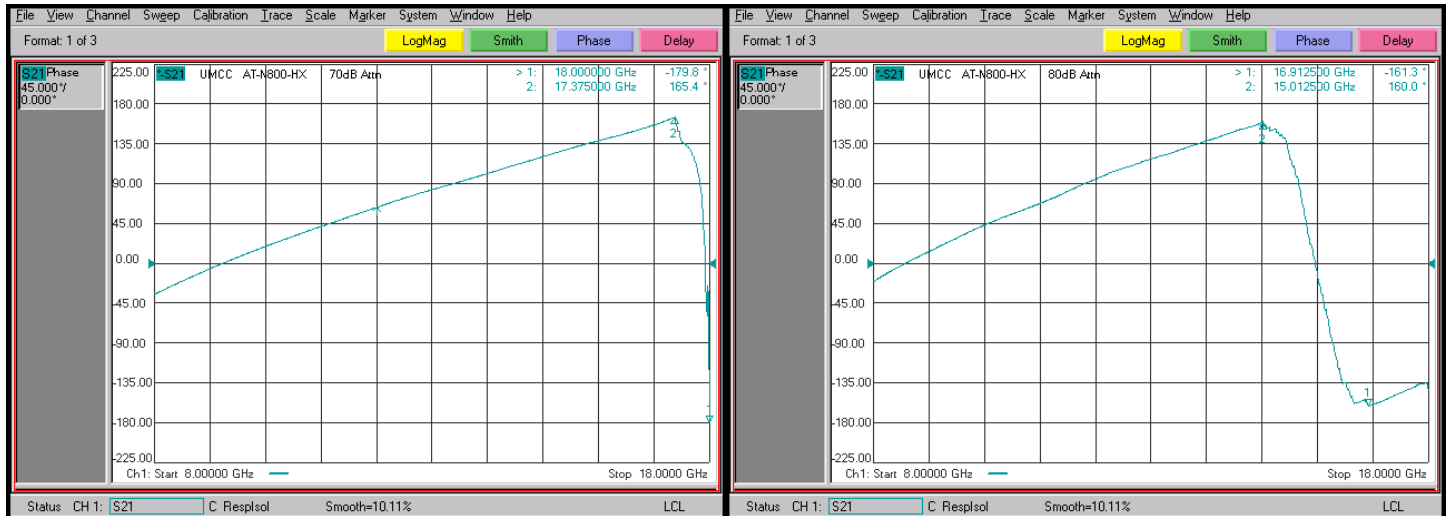 File View Channel Sweep Calibration Trace Scale Marker System Window Help
Format: 1 of 3 LogMag Smith Phase Delay
S21 Phase
45.000°/
0.000°
225.00 *-S21 UMCC AT-N800-HX 70dB Attn > 1: 18.000000 GHz -179.8 °
2: 17.375000 GHz 165.4 °
180.00
2
135.00
90.00
45.00
0.00
-45.00
-90.00
-135.00
1
-180.00
-225.00
Ch1: Start 8.00000 GHz Stop 18.0000 GHz
Status CH 1: S21 C RespIsol Smooth=10.11% LCL
File View Channel Sweep Calibration Trace Scale Marker System Window Help
Format: 1 of 3 LogMag Smith Phase Delay
S21 Phase
45.000°/
0.000°
225.00 *-S21 UMCC AT-N800-HX 80dB Attn > 1: 16.912500 GHz -161.3 °
2: 15.012500 GHz 160.0 °
180.00
2
135.00
90.00
45.00
0.00
-45.00
-90.00
-135.00
1
-180.00
-225.00
Ch1: Start 8.00000 GHz Stop 18.0000 GHz
Status CH 1: S21 C RespIsol Smooth=10.11% LCL